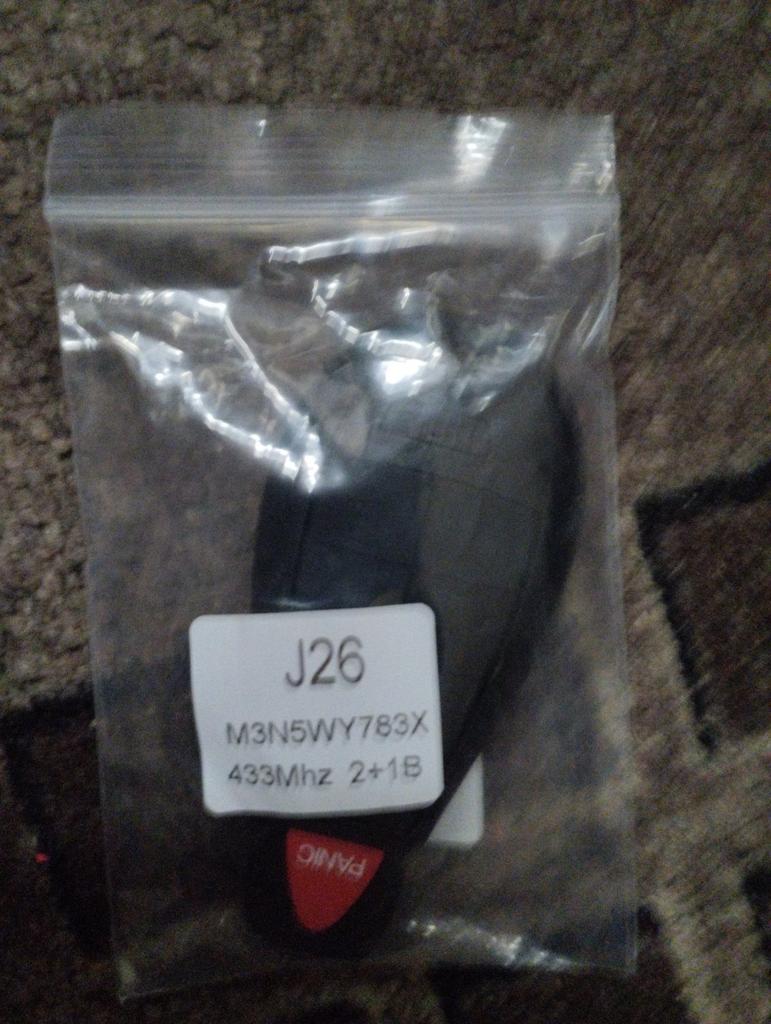 J26
M3N5WY783X
433Mhz 2+1B
PANIC